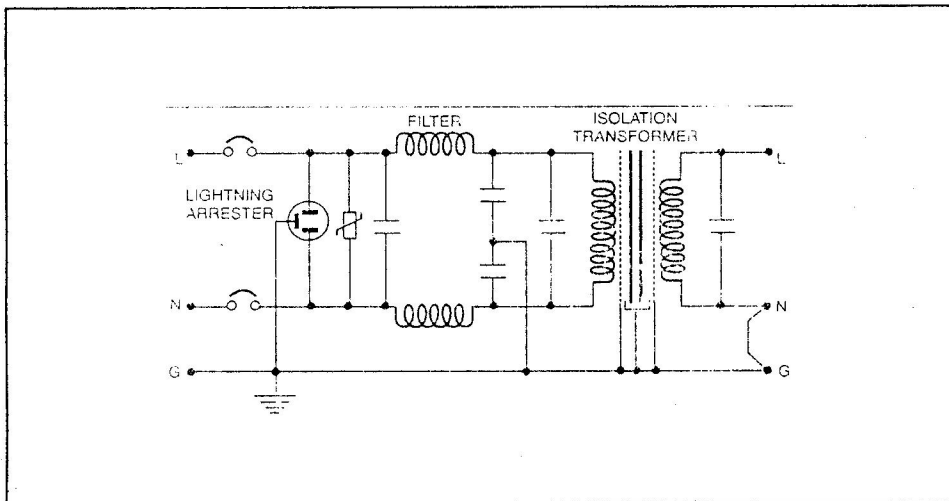 FILTER
ISOLATION
TRANSFORMER
L
L
LIGHTNING
ARRESTER
N
N
G
G